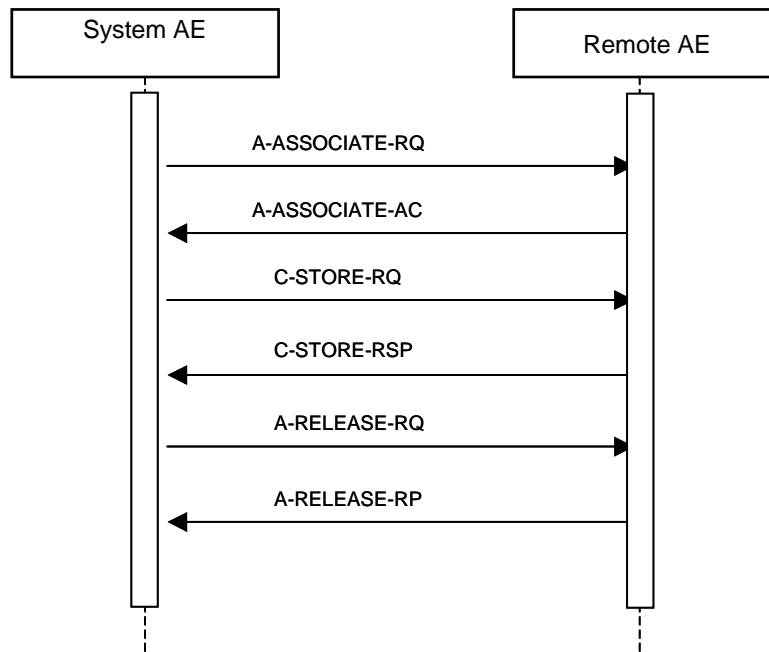 System AE
Remote AE
A-ASSOCIATE-RQ
A-ASSOCIATE-AC
C-STORE-RQ
C-STORE-RSP
A-RELEASE-RQ
A-RELEASE-RP